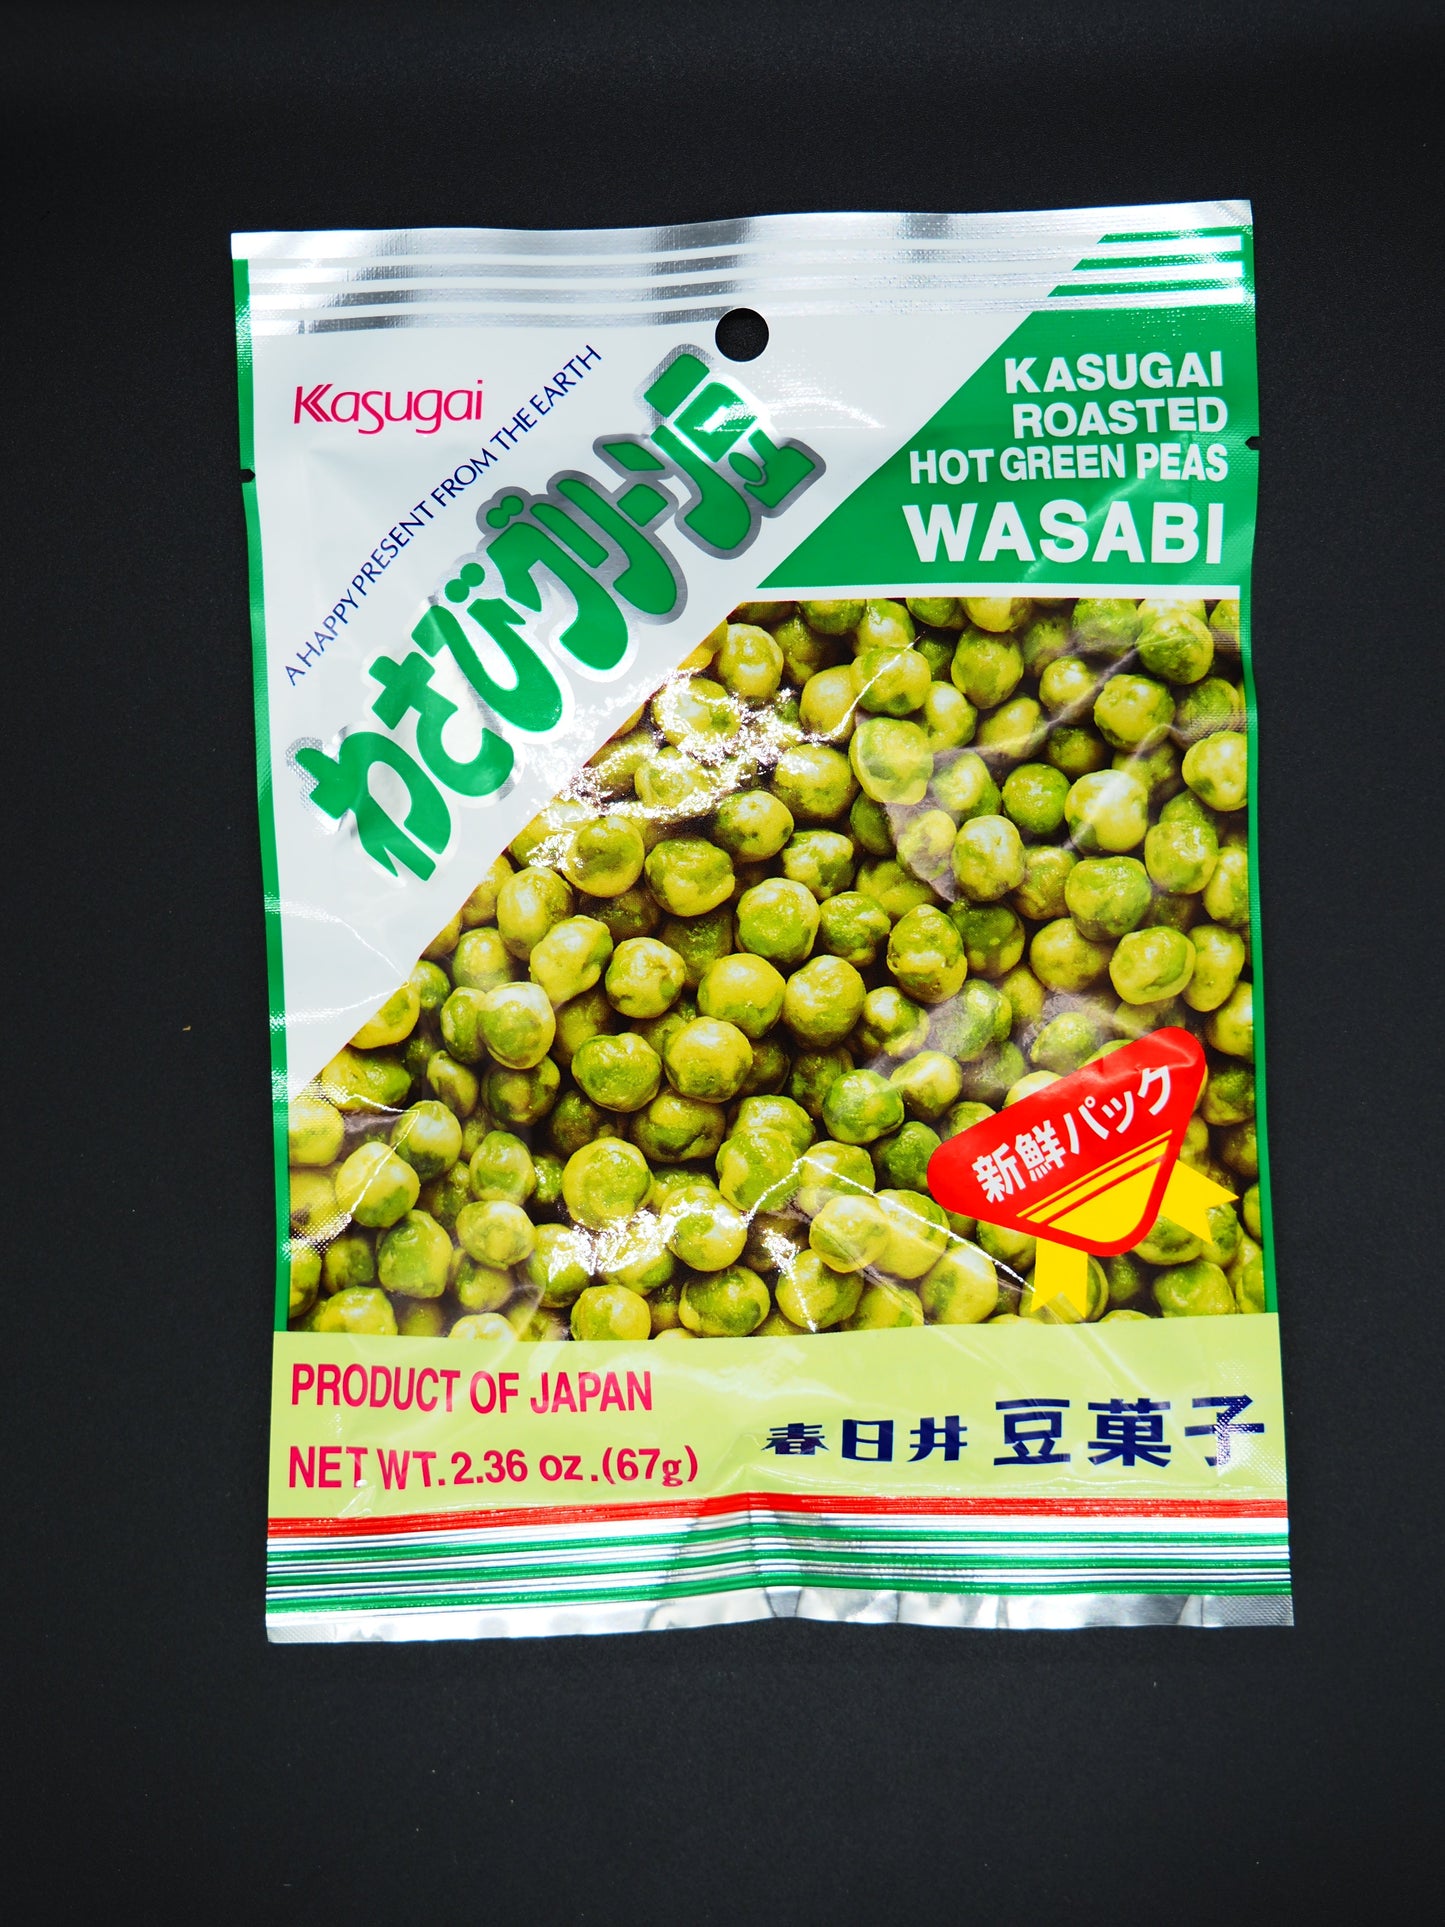 Kasugai
A HAPPY PRESENT FROM THE EARTH
わさびグリーン豆
KASUGAI
ROASTED
HOT GREEN PEAS
WASABI
新鮮パック
PRODUCT OF JAPAN
NET WT. 2.36 oz.(67g)
春日井 豆菓子